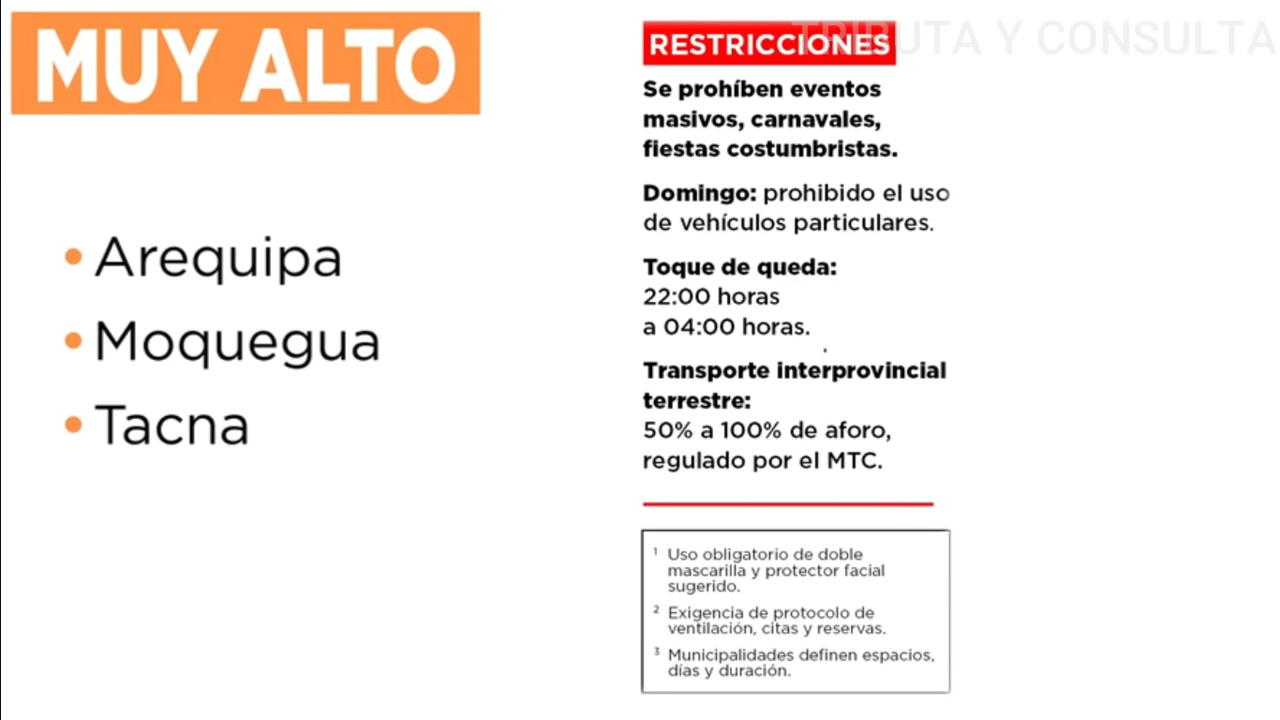 MUY ALTO
• Arequipa
• Moquegua
• Tacna
TRIBUTA Y CONSULTA
RESTRICCIONES
Se prohíben eventos
masivos, carnavales,
fiestas costumbristas.
Domingo: prohibido el uso
de vehículos particulares.
Toque de queda:
22:00 horas
a 04:00 horas.
Transporte interprovincial
terrestre:
50% a 100% de aforo,
regulado por el MTC.
1 Uso obligatorio de doble
mascarilla y protector facial
sugerido.
2 Exigencia de protocolo de
ventilación, citas y reservas.
3 Municipalidades definen espacios,
días y duración.